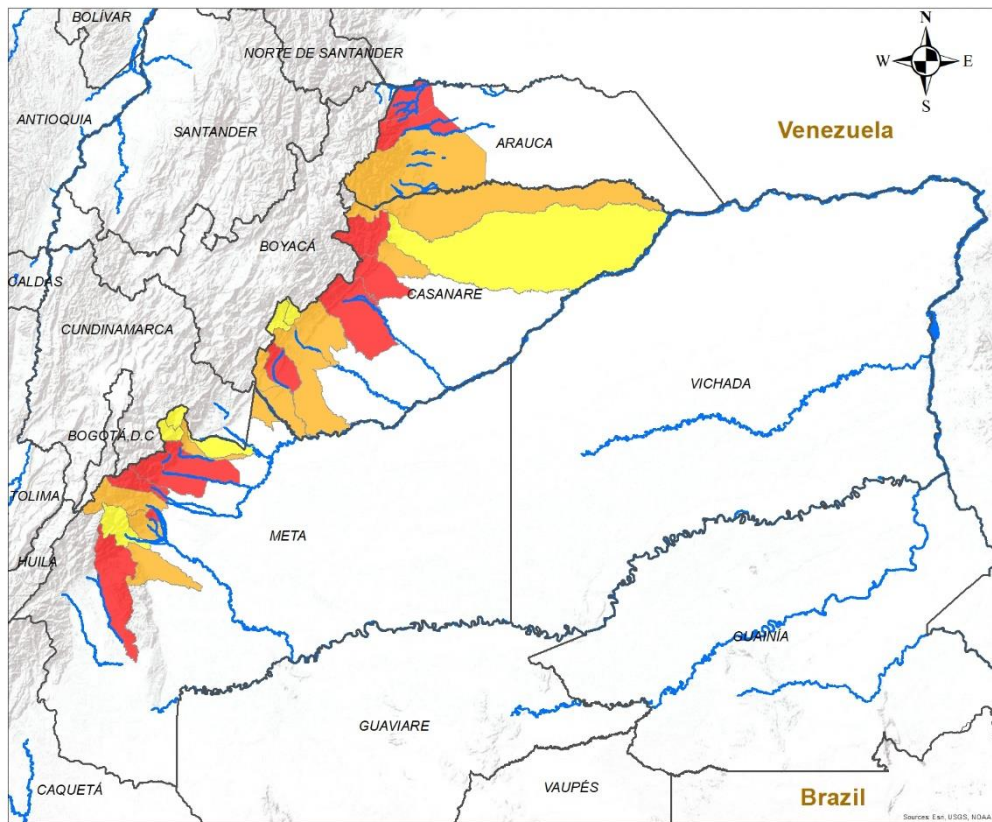 BOLÍVAR
NORTE DE SANTANDER
N
W
E
S
ANTIOQUIA
SANTANDER
ARAUCA
Venezuela
BOYACÁ
CALDAS
CASANARE
CUNDINAMARCA
VICHADA
BOGOTÁ, D.C
TOLIMA
META
HUILA
GUAINÍA
GUAVIARE
CAQUETÁ
VAUPÉS
Brazil
Sources: Esri, USGS, NOAA